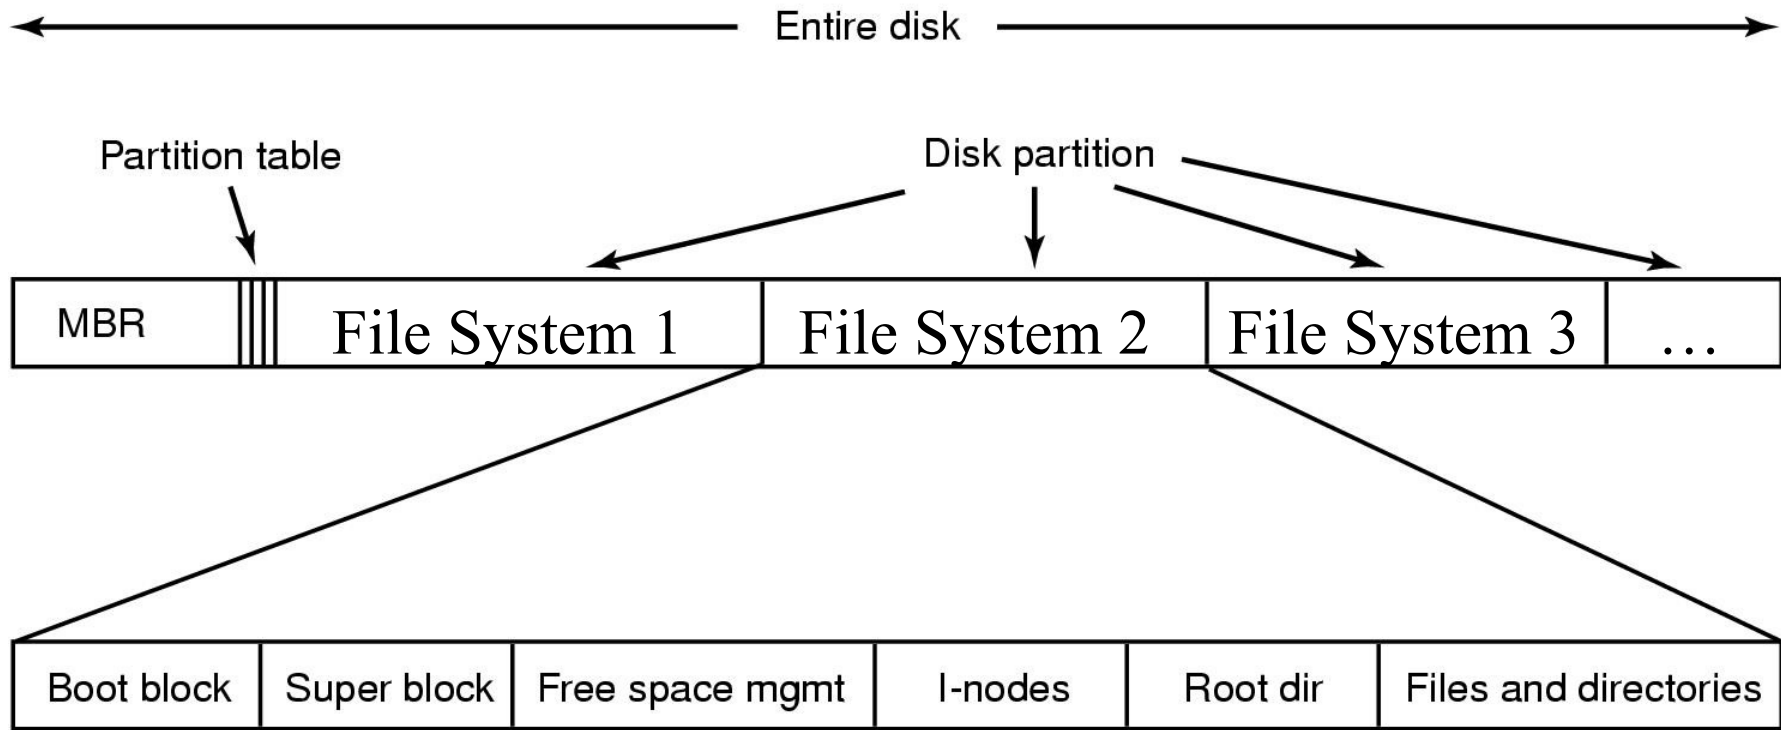 Entire disk
Partition table
Disk partition
MBR
File System 1
File System 2
File System 3
...
Boot block
Super block
Free space mgmt
I-nodes
Root dir
Files and directories